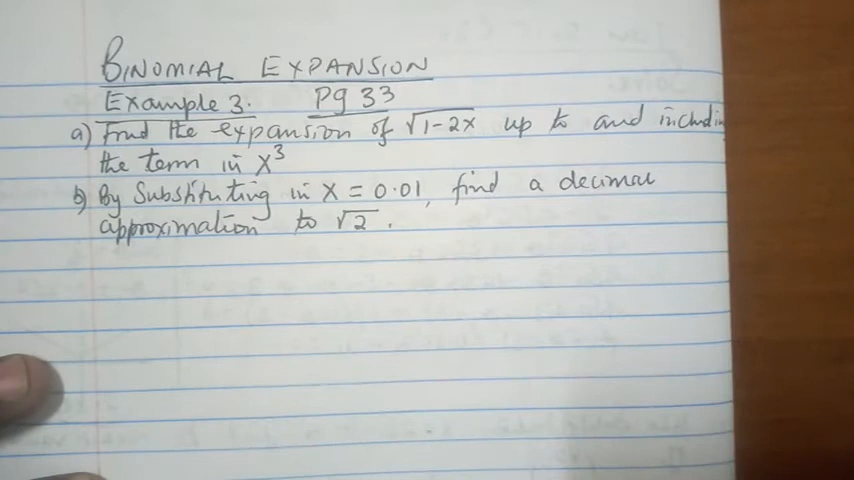 BINOMIAL EXPANSION
Example 3. Pg 33
a) Find the expansion of √1-2x up to and includin
the term in x³
b) By Substituting in x = 0.01, find a decimal
approximation to √2.